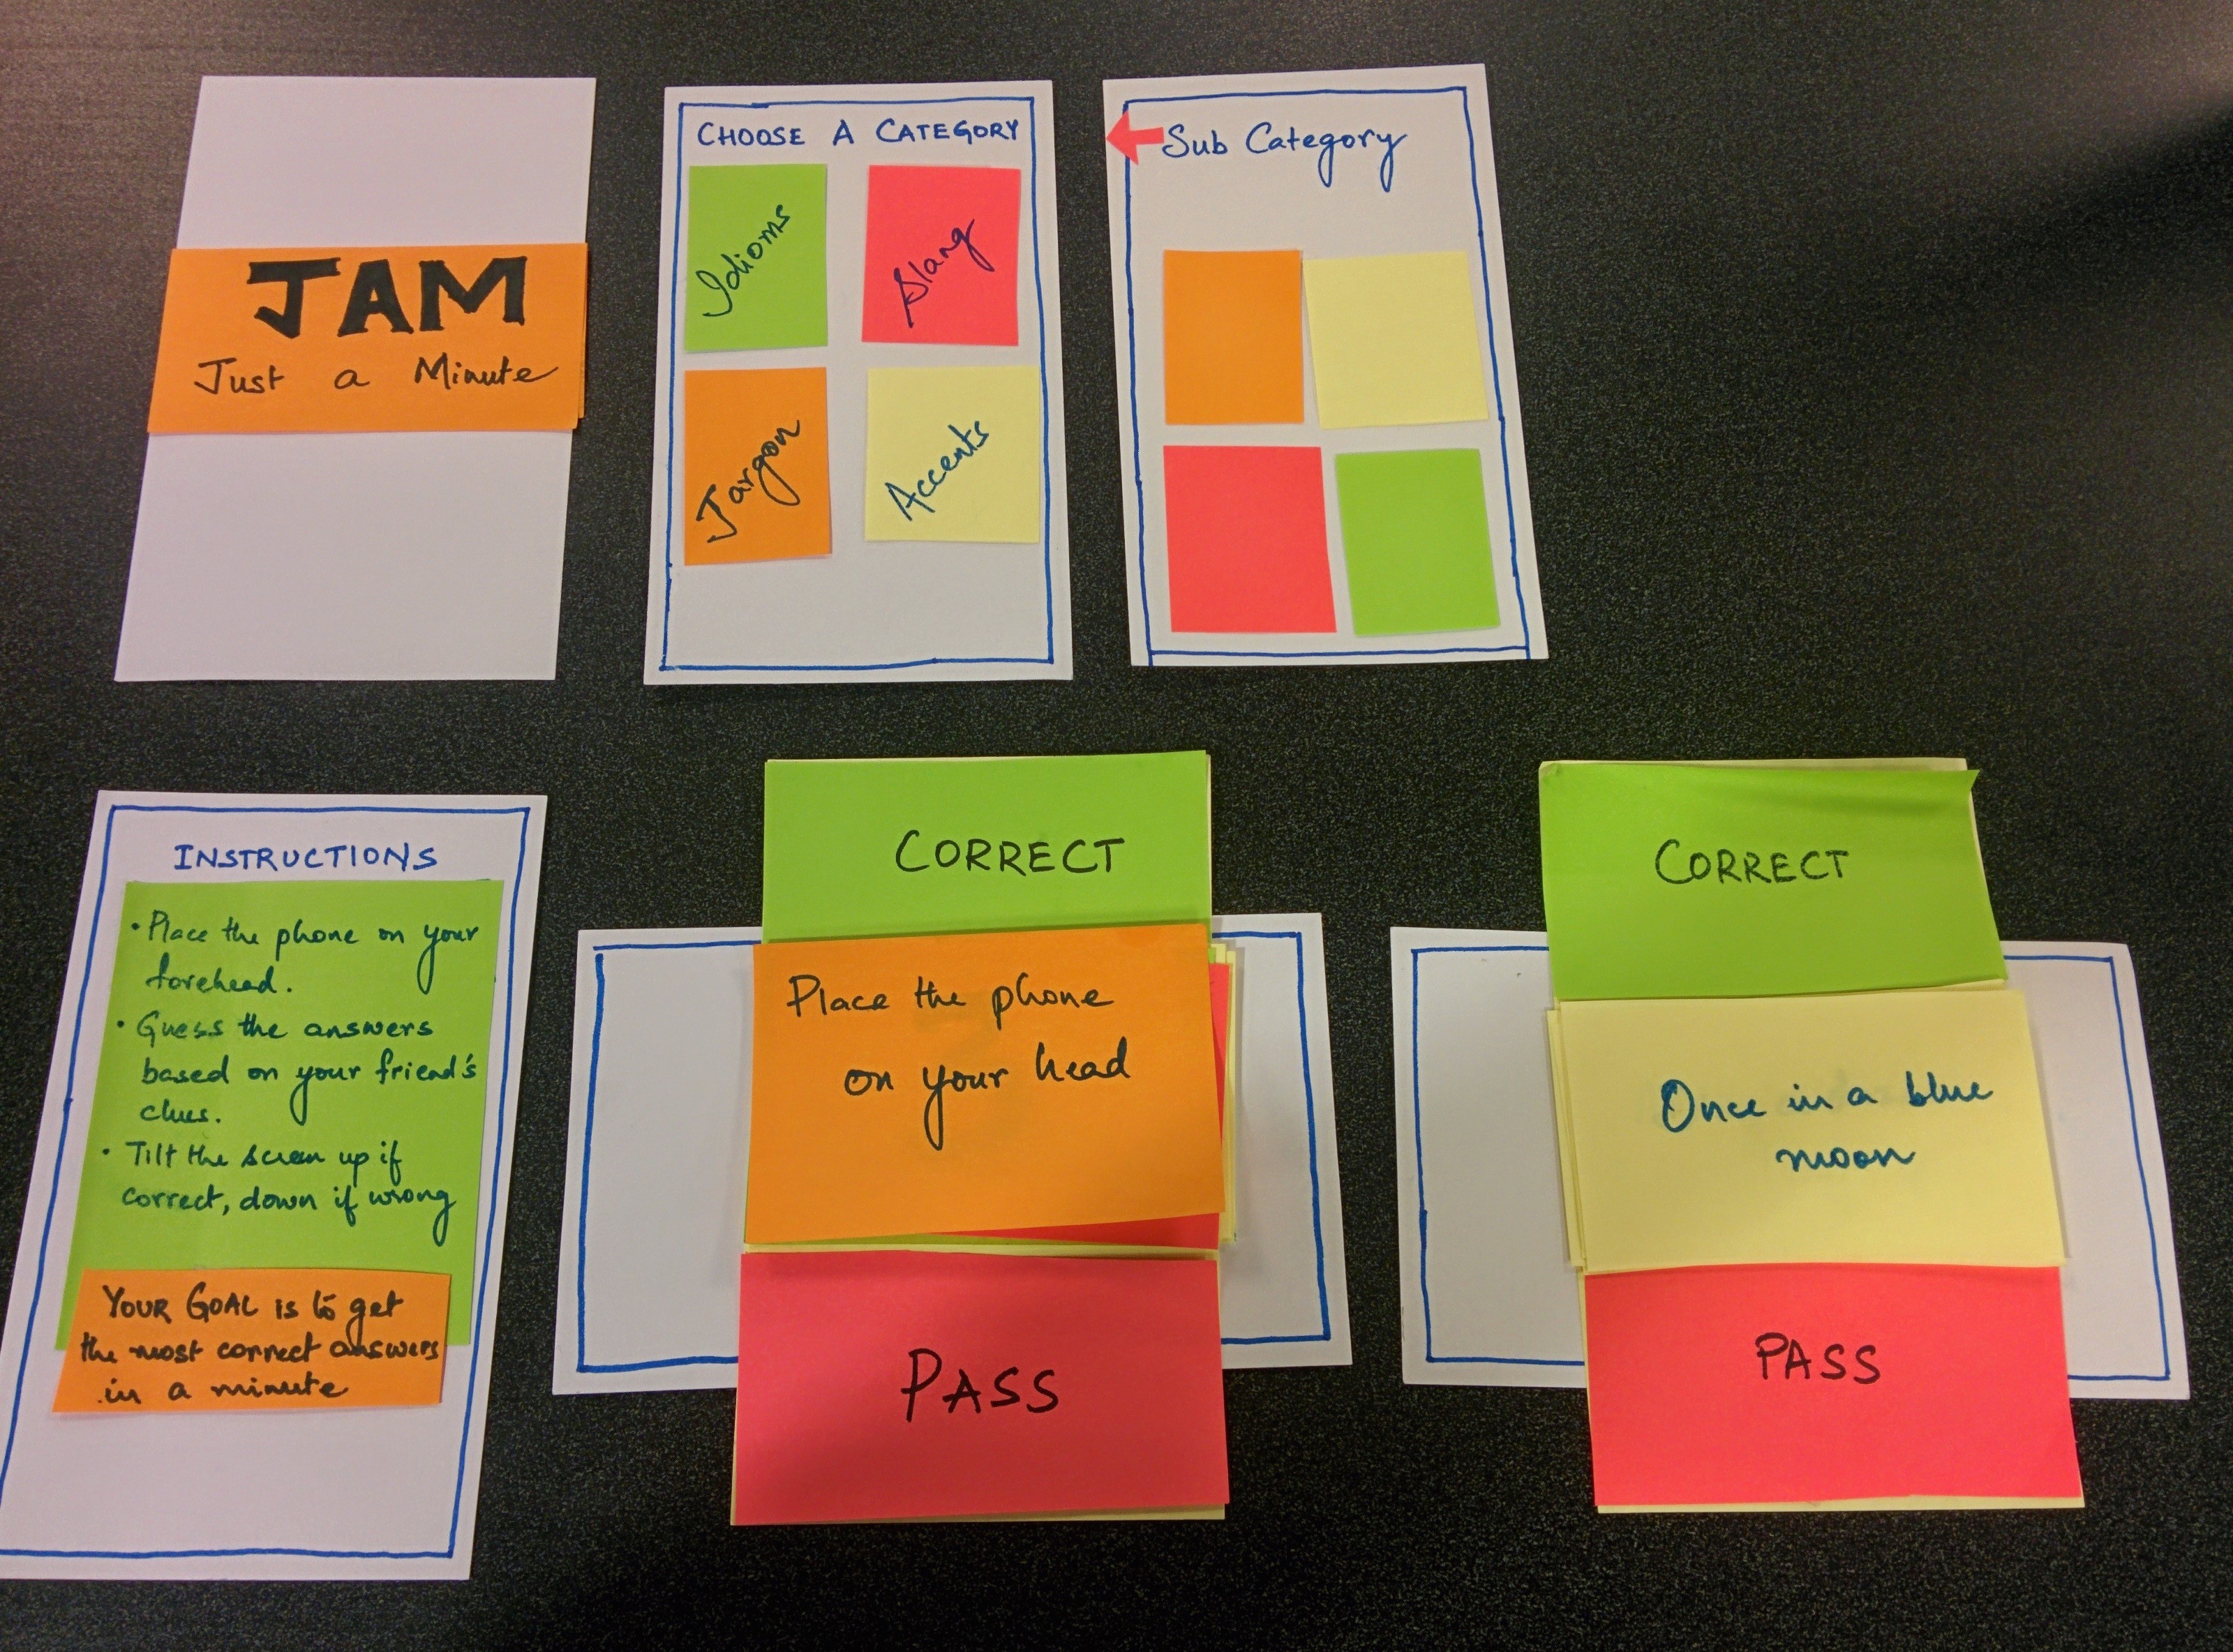 JAM
Just a Minute
CHOOSE A CATEGORY
Idioms
Slang
Jargon
Accents
Sub Category
INSTRUCTIONS
• Place the phone on your
forehead.
• Guess the answers
based on your friend's
clues.
• Tilt the screen up if
correct, down if wrong
YOUR GOAL is to get
the most correct answers
in a minute
CORRECT
Place the phone
on your head
PASS
CORRECT
Once in a blue
moon
PASS